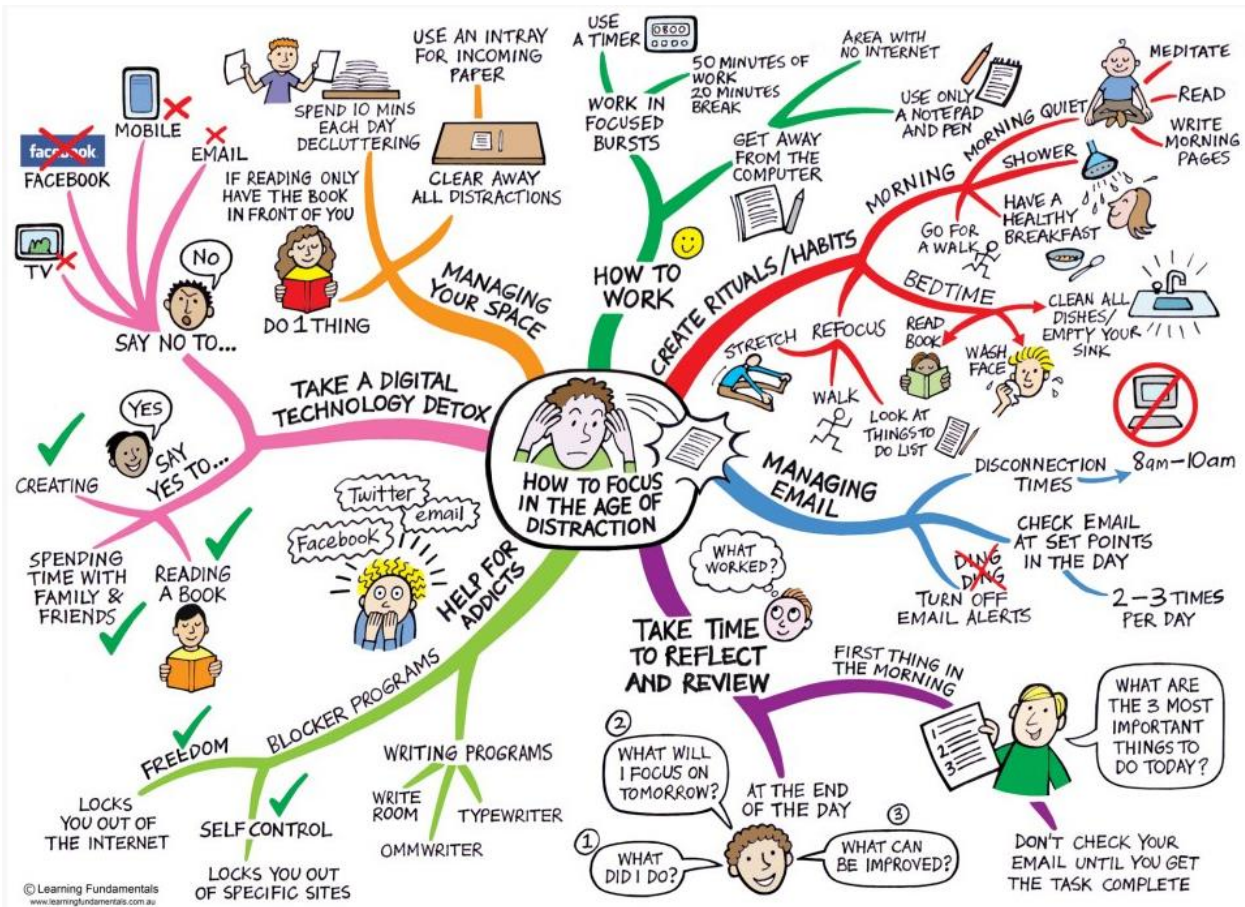 HOW TO FOCUS
IN THE AGE OF
DISTRACTION
HOW TO
WORK
WORK IN
FOCUSED
BURSTS
USE
A TIMER
0800
50 MINUTES OF
WORK
20 MINUTES
BREAK
GET AWAY
FROM THE
COMPUTER
AREA WITH
NO INTERNET
USE ONLY
A NOTEPAD
AND PEN
CREATE RITUALS/HABITS
MORNING
MORNING QUIET
MEDITATE
READ
WRITE
MORNING
PAGES
SHOWER
HAVE A
HEALTHY
BREAKFAST
GO FOR
A WALK
BEDTIME
CLEAN ALL
DISHES/
EMPTY YOUR
SINK
WASH
FACE
READ
BOOK
REFOCUS
STRETCH
WALK
LOOK AT
THINGS TO
DO LIST
MANAGING
EMAIL
DISCONNECTION
TIMES
8am-10am
CHECK EMAIL
AT SET POINTS
IN THE DAY
2-3 TIMES
PER DAY
DING
DING
TURN OFF
EMAIL ALERTS
TAKE TIME
TO REFLECT
AND REVIEW
WHAT
WORKED?
FIRST THING IN
THE MORNING
1
2
3
WHAT ARE
THE 3 MOST
IMPORTANT
THINGS TO
DO TODAY?
DON'T CHECK YOUR
EMAIL UNTIL YOU GET
THE TASK COMPLETE
AT THE END
OF THE DAY
1
WHAT
DID I DO?
2
WHAT WILL
I FOCUS ON
TOMORROW?
3
WHAT CAN
BE IMPROVED?
HELP FOR
ADDICTS
Twitter
email
Facebook
WRITING PROGRAMS
WRITE
ROOM
OMMWRITER
TYPEWRITER
BLOCKER PROGRAMS
SELF CONTROL
LOCKS YOU OUT
OF SPECIFIC SITES
FREEDOM
LOCKS
YOU OUT OF
THE INTERNET
TAKE A DIGITAL
TECHNOLOGY DETOX
YES
SAY
YES TO...
CREATING
SPENDING
TIME WITH
FAMILY &
FRIENDS
READING
A BOOK
NO
SAY NO TO...
TV
facebook
FACEBOOK
MOBILE
EMAIL
MANAGING
YOUR SPACE
IF READING ONLY
HAVE THE BOOK
IN FRONT OF YOU
DO 1 THING
SPEND 10 MINS
EACH DAY
DECLUTTERING
CLEAR AWAY
ALL DISTRACTIONS
USE AN INTRAY
FOR INCOMING
PAPER
© Learning Fundamentals
www.learningfundamentals.com.au